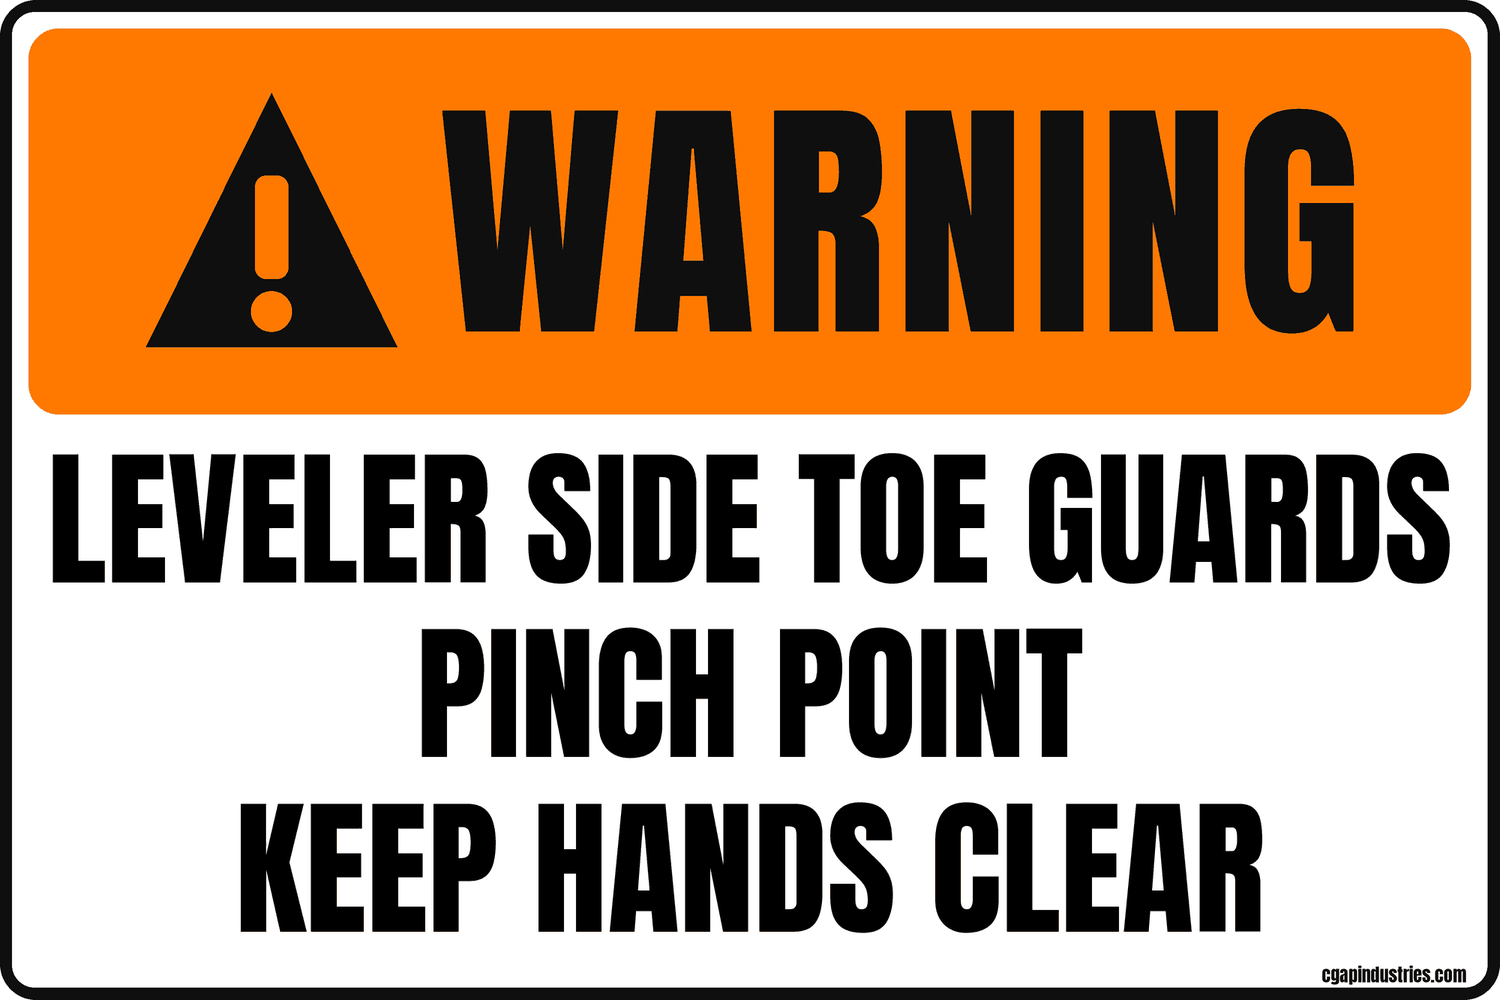 WARNING
LEVELER SIDE TOE GUARDS
PINCH POINT
KEEP HANDS CLEAR
cgapindustries.com